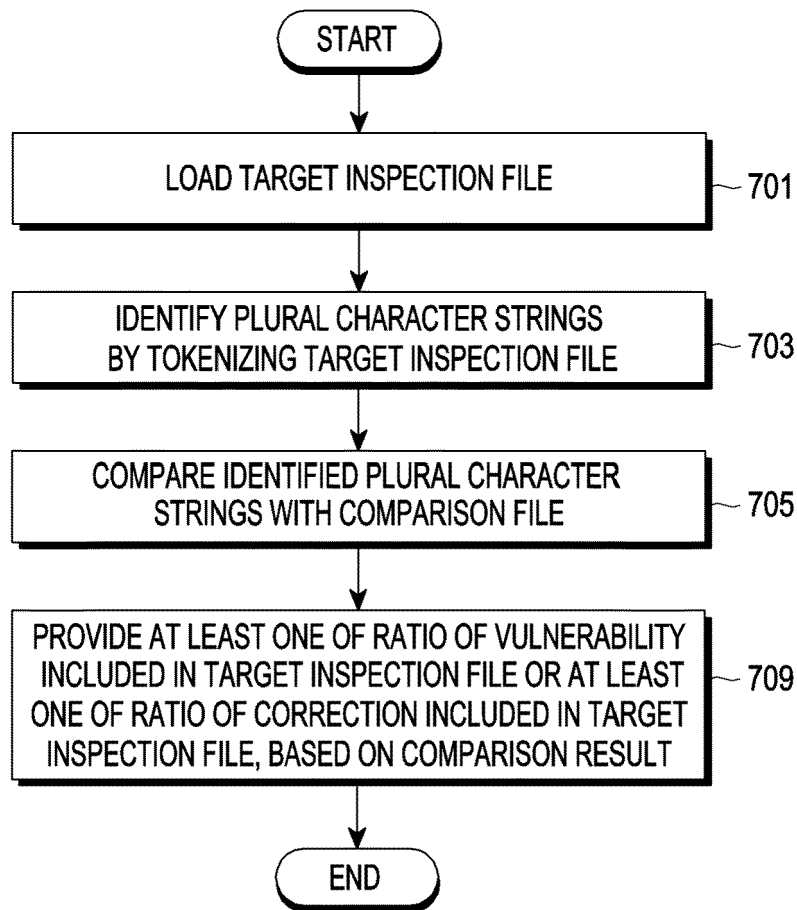 START
LOAD TARGET INSPECTION FILE
701
IDENTIFY PLURAL CHARACTER STRINGS
BY TOKENIZING TARGET INSPECTION FILE
703
COMPARE IDENTIFIED PLURAL CHARACTER
STRINGS WITH COMPARISON FILE
705
PROVIDE AT LEAST ONE OF RATIO OF VULNERABILITY
INCLUDED IN TARGET INSPECTION FILE OR AT LEAST
ONE OF RATIO OF CORRECTION INCLUDED IN TARGET
INSPECTION FILE, BASED ON COMPARISON RESULT
709
END